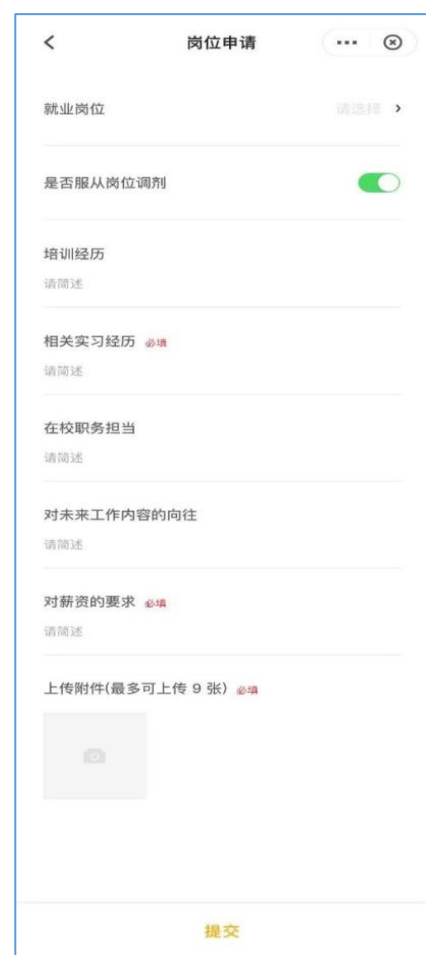 岗位申请
就业岗位 请选择
是否服从岗位调剂
培训经历
请简述
相关实习经历 必填
请简述
在校职务担当
请简述
对未来工作内容的向往
请简述
对薪资的要求 必填
请简述
上传附件(最多可上传 9 张) 必填
提交